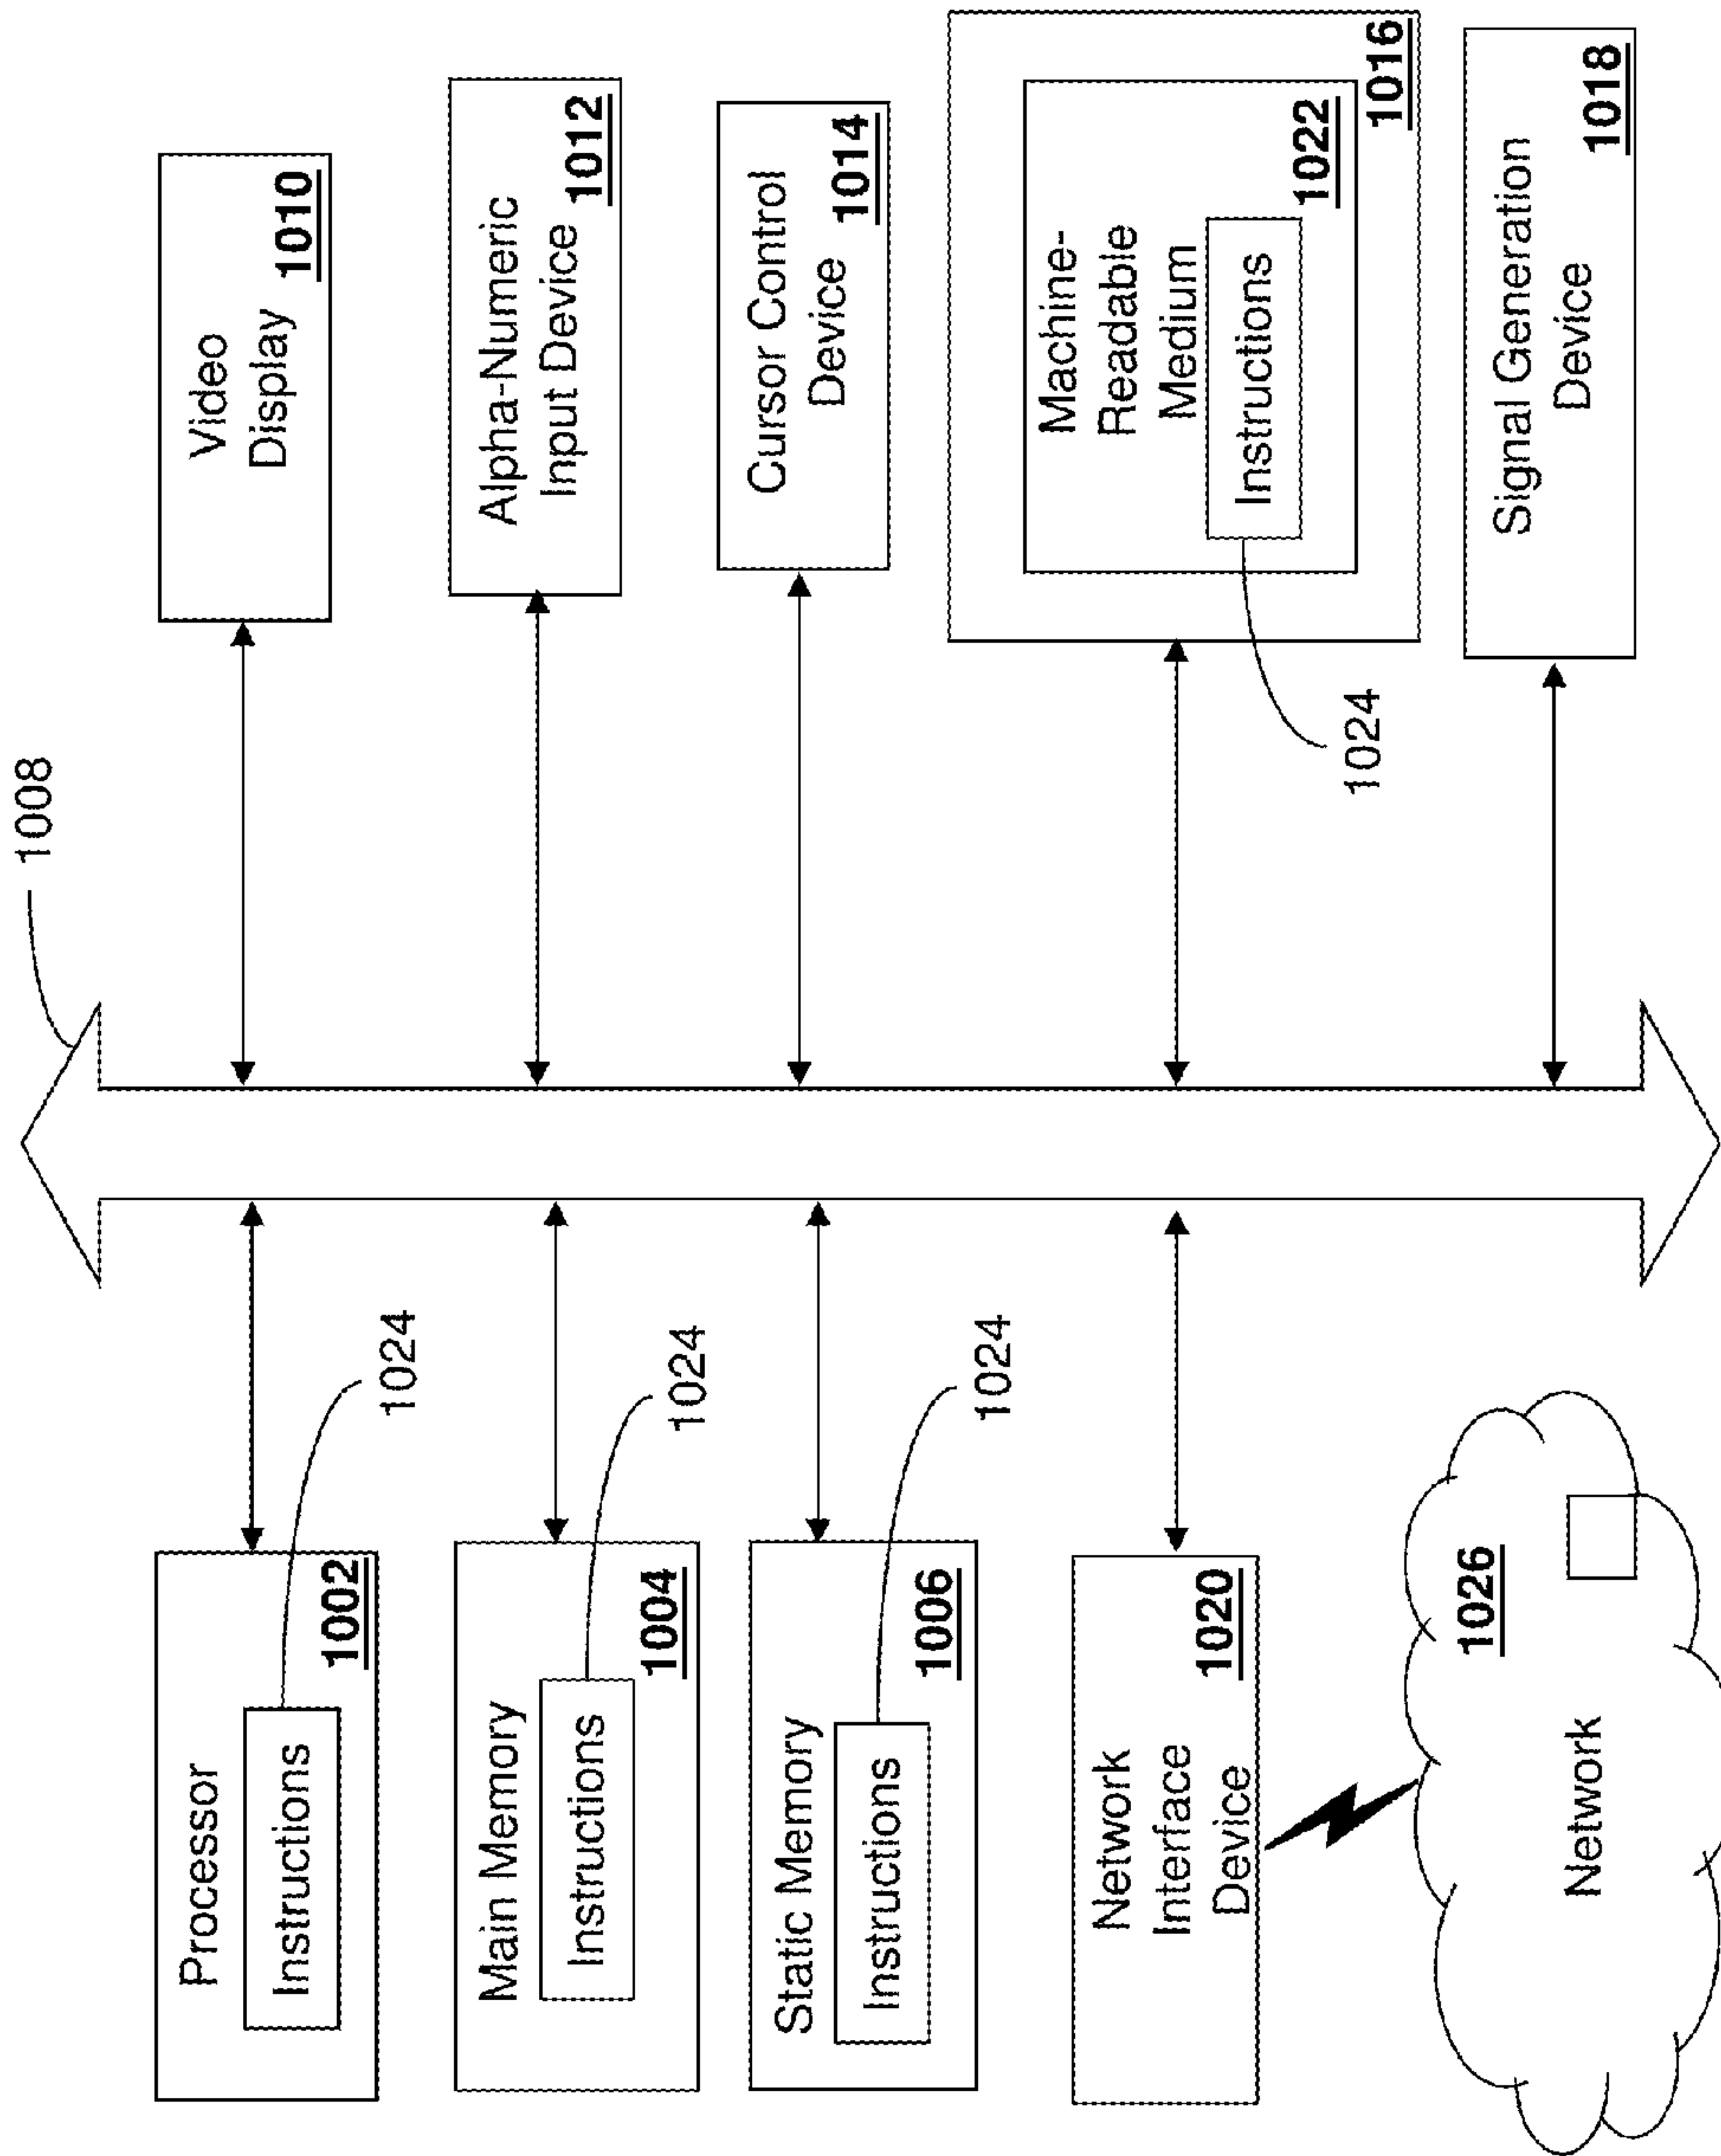 1008
Processor
Instructions
1002
1024
Main Memory
Instructions
1004
1024
Static Memory
Instructions
1006
1024
Network
Interface
Device
1020
Network
1026
Video
Display
1010
Alpha-Numeric
Input Device
1012
Cursor Control
Device
1014
Machine-
Readable
Medium
1022
Instructions
1024
1016
Signal Generation
Device
1018